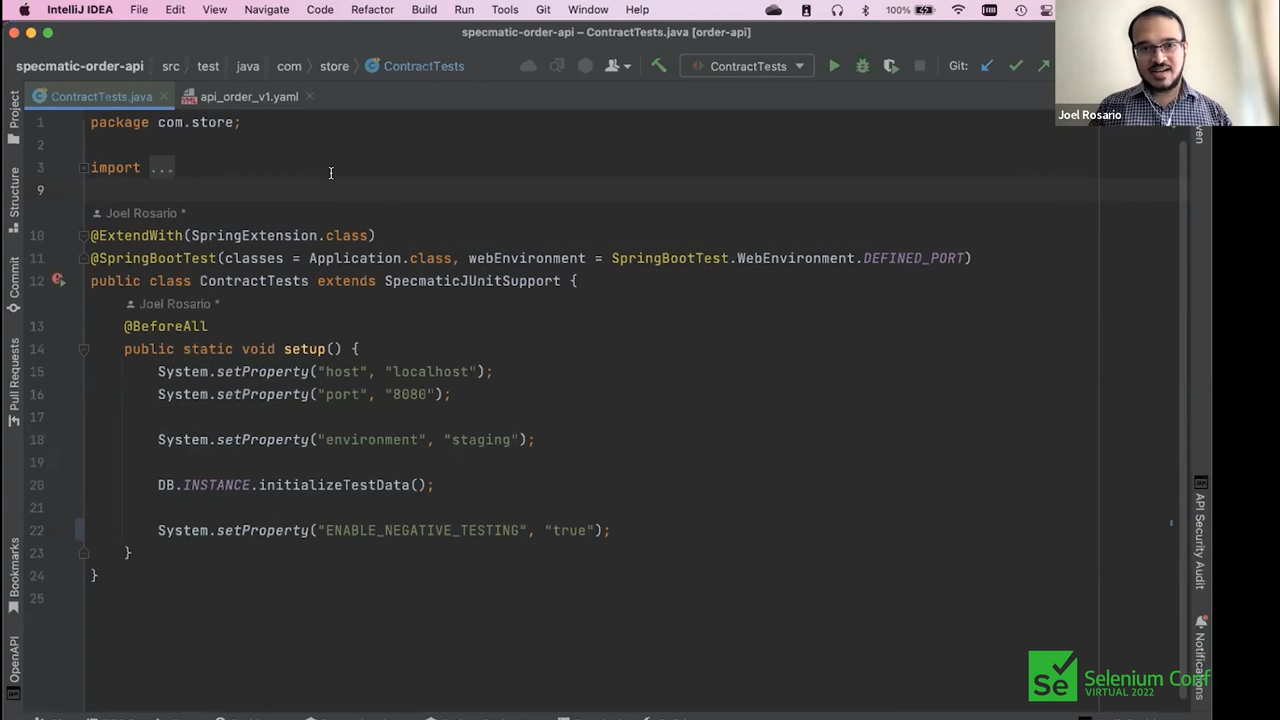 IntelliJ IDEA File Edit View Navigate Code Refactor Build Run Tools Git Window Help 100%
specmatic-order-api – ContractTests.java [order-api]
specmatic-order-api src test java com store ContractTests ContractTests Git:
ContractTests.java api_order_v1.yaml
Joel Rosario
Project
Structure
Commit
Pull Requests
Bookmarks
OpenAPI
1 package com.store;
2
3 import ...
9
Joel Rosario *
10 @ExtendWith(SpringExtension.class)
11 @SpringBootTest(classes = Application.class, webEnvironment = SpringBootTest.WebEnvironment.DEFINED_PORT)
12 public class ContractTests extends SpecmaticJUnitSupport {
Joel Rosario *
13 @BeforeAll
14 public static void setup() {
15 System.setProperty("host", "localhost");
16 System.setProperty("port", "8080");
17
18 System.setProperty("environment", "staging");
19
20 DB.INSTANCE.initializeTestData();
21
22 System.setProperty("ENABLE_NEGATIVE_TESTING", "true");
23 }
24 }
25
API Security Audit
Notifications
Se
Selenium Conf
VIRTUAL 2022